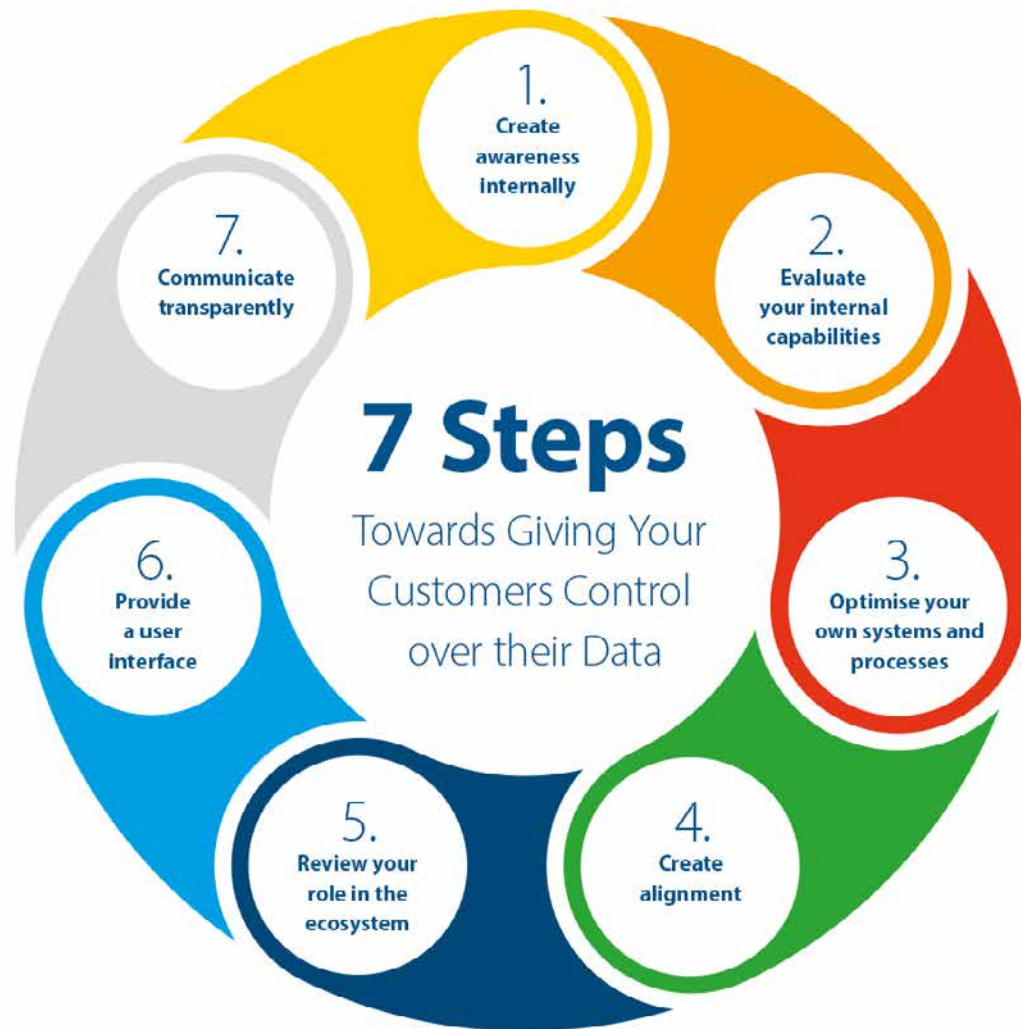 7 Steps
Towards Giving Your
Customers Control
over their Data
1.
Create
awareness
internally
2.
Evaluate
your internal
capabilities
3.
Optimise your
own systems and
processes
4.
Create
alignment
5.
Review your
role in the
ecosystem
6.
Provide
a user
interface
7.
Communicate
transparently